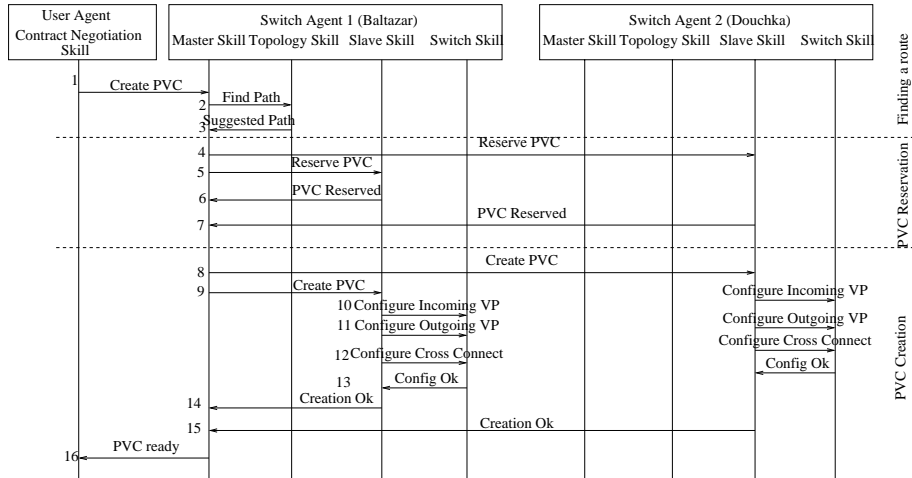 User Agent
Contract Negotiation
Skill
Switch Agent 1 (Baltazar)
Master Skill Topology Skill Slave Skill Switch Skill
Switch Agent 2 (Douchka)
Master Skill Topology Skill Slave Skill Switch Skill
Finding a route
1 Create PVC
2 Find Path
3 Suggested Path
PVC Reservation
4 Reserve PVC
5 Reserve PVC
6 PVC Reserved
7 PVC Reserved
PVC Creation
8 Create PVC
9 Create PVC
10 Configure Incoming VP
Configure Incoming VP
11 Configure Outgoing VP
Configure Outgoing VP
12 Configure Cross Connect
Configure Cross Connect
13 Config Ok
Config Ok
14 Creation Ok
15 Creation Ok
16 PVC ready